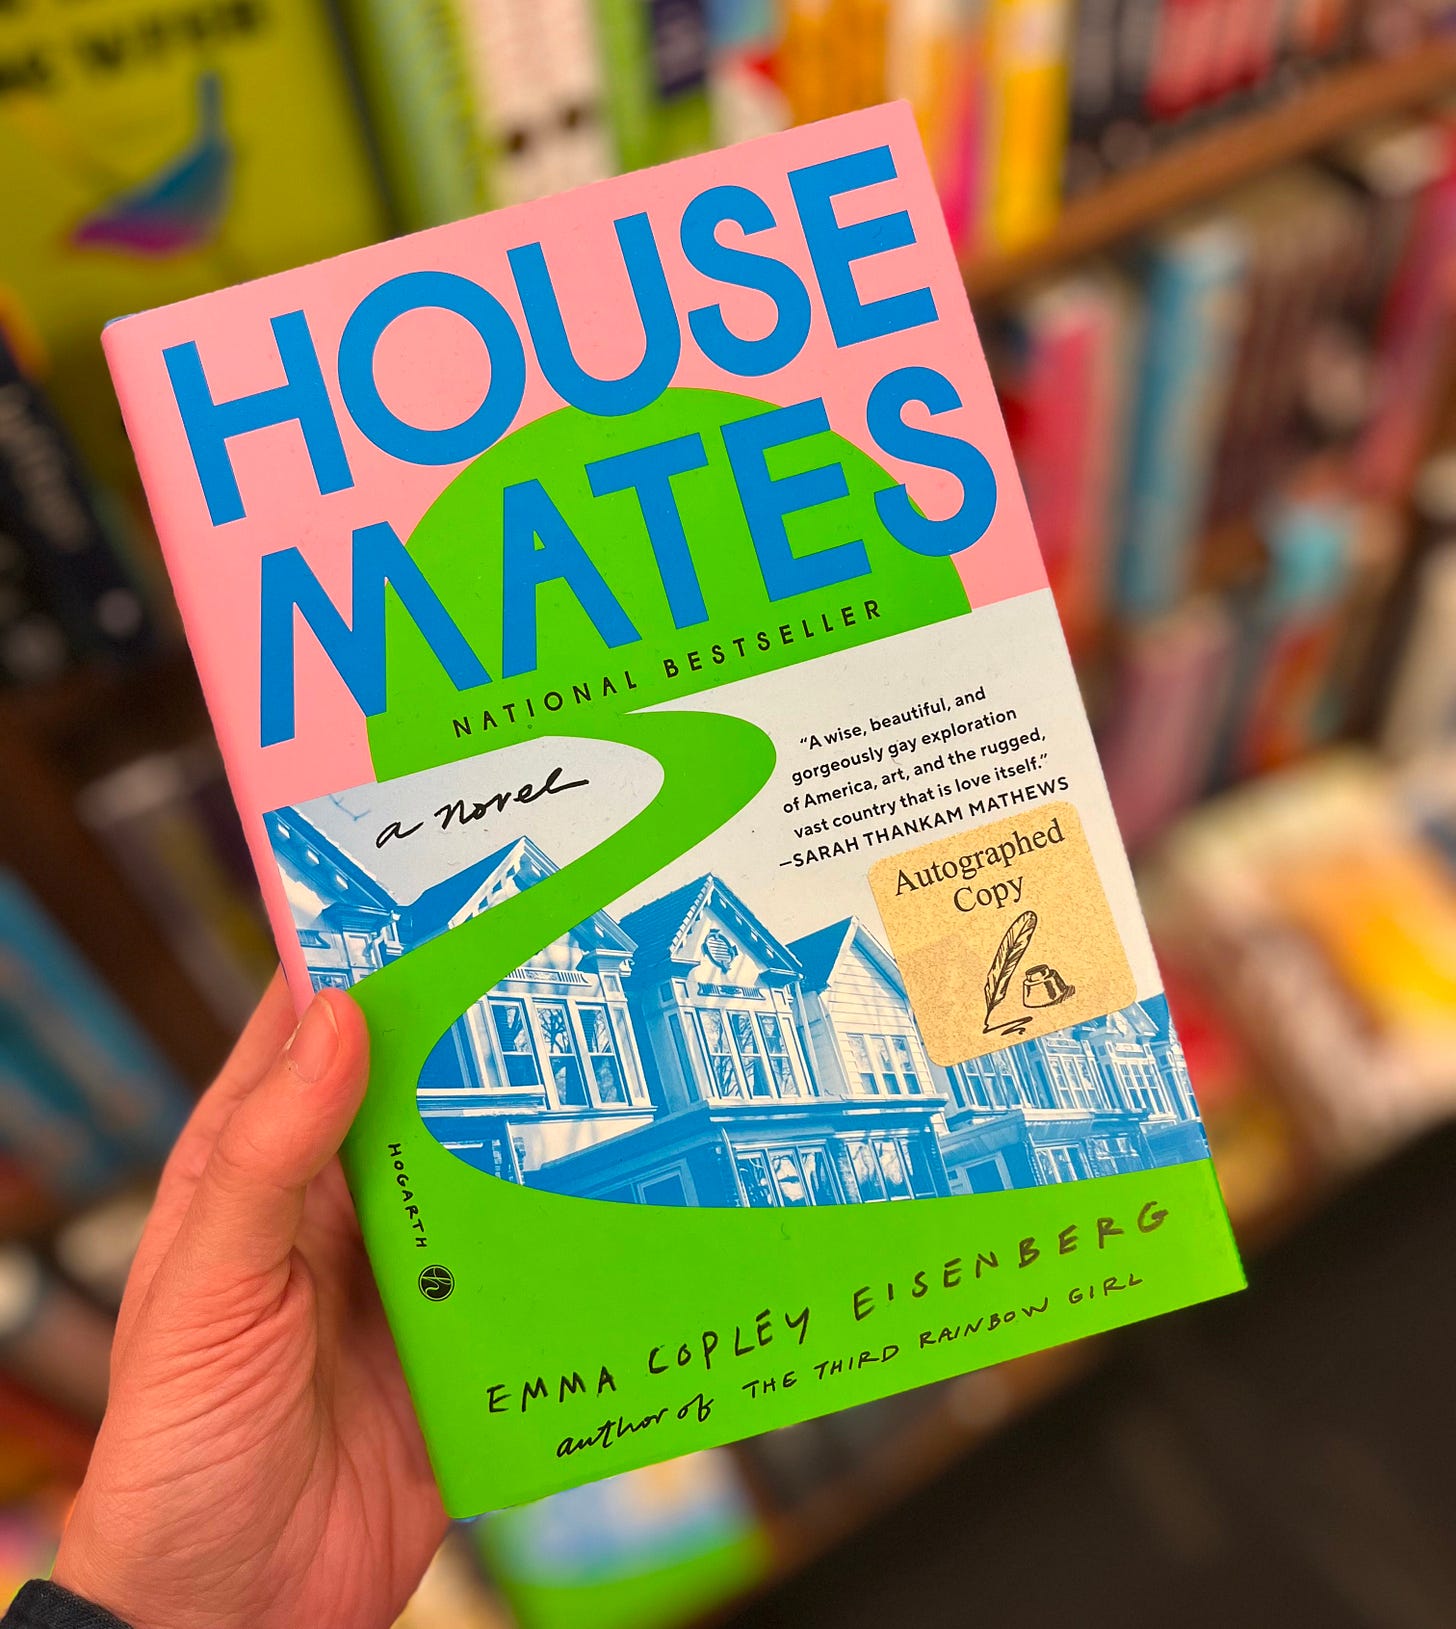 HOUSE
MATES
NATIONAL BESTSELLER
a novel
“A wise, beautiful, and
gorgeously gay exploration
of America, art, and the rugged,
vast country that is love itself.”
—SARAH THANKAM MATHEWS
Autographed
Copy
HOGARTH
h
EMMA COPLEY EISENBERG
author of THE THIRD RAINBOW GIRL